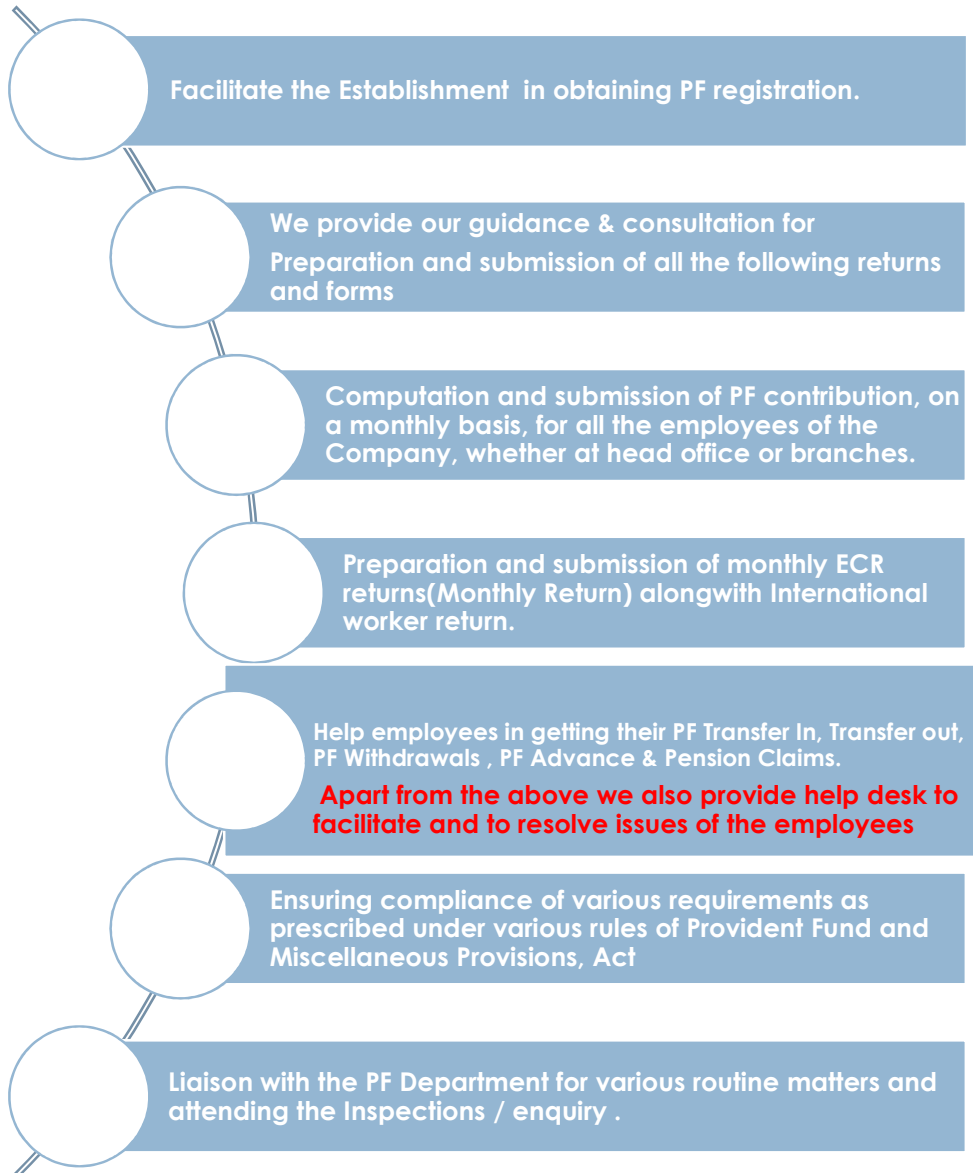 Facilitate the Establishment in obtaining PF registration.
We provide our guidance & consultation for
Preparation and submission of all the following returns
and forms
Computation and submission of PF contribution, on
a monthly basis, for all the employees of the
Company, whether at head office or branches.
Preparation and submission of monthly ECR
returns(Monthly Return) alongwith International
worker return.
Help employees in getting their PF Transfer In, Transfer out,
PF Withdrawals , PF Advance & Pension Claims.
Apart from the above we also provide help desk to
facilitate and to resolve issues of the employees
Ensuring compliance of various requirements as
prescribed under various rules of Provident Fund and
Miscellaneous Provisions, Act
Liaison with the PF Department for various routine matters and
attending the Inspections / enquiry .